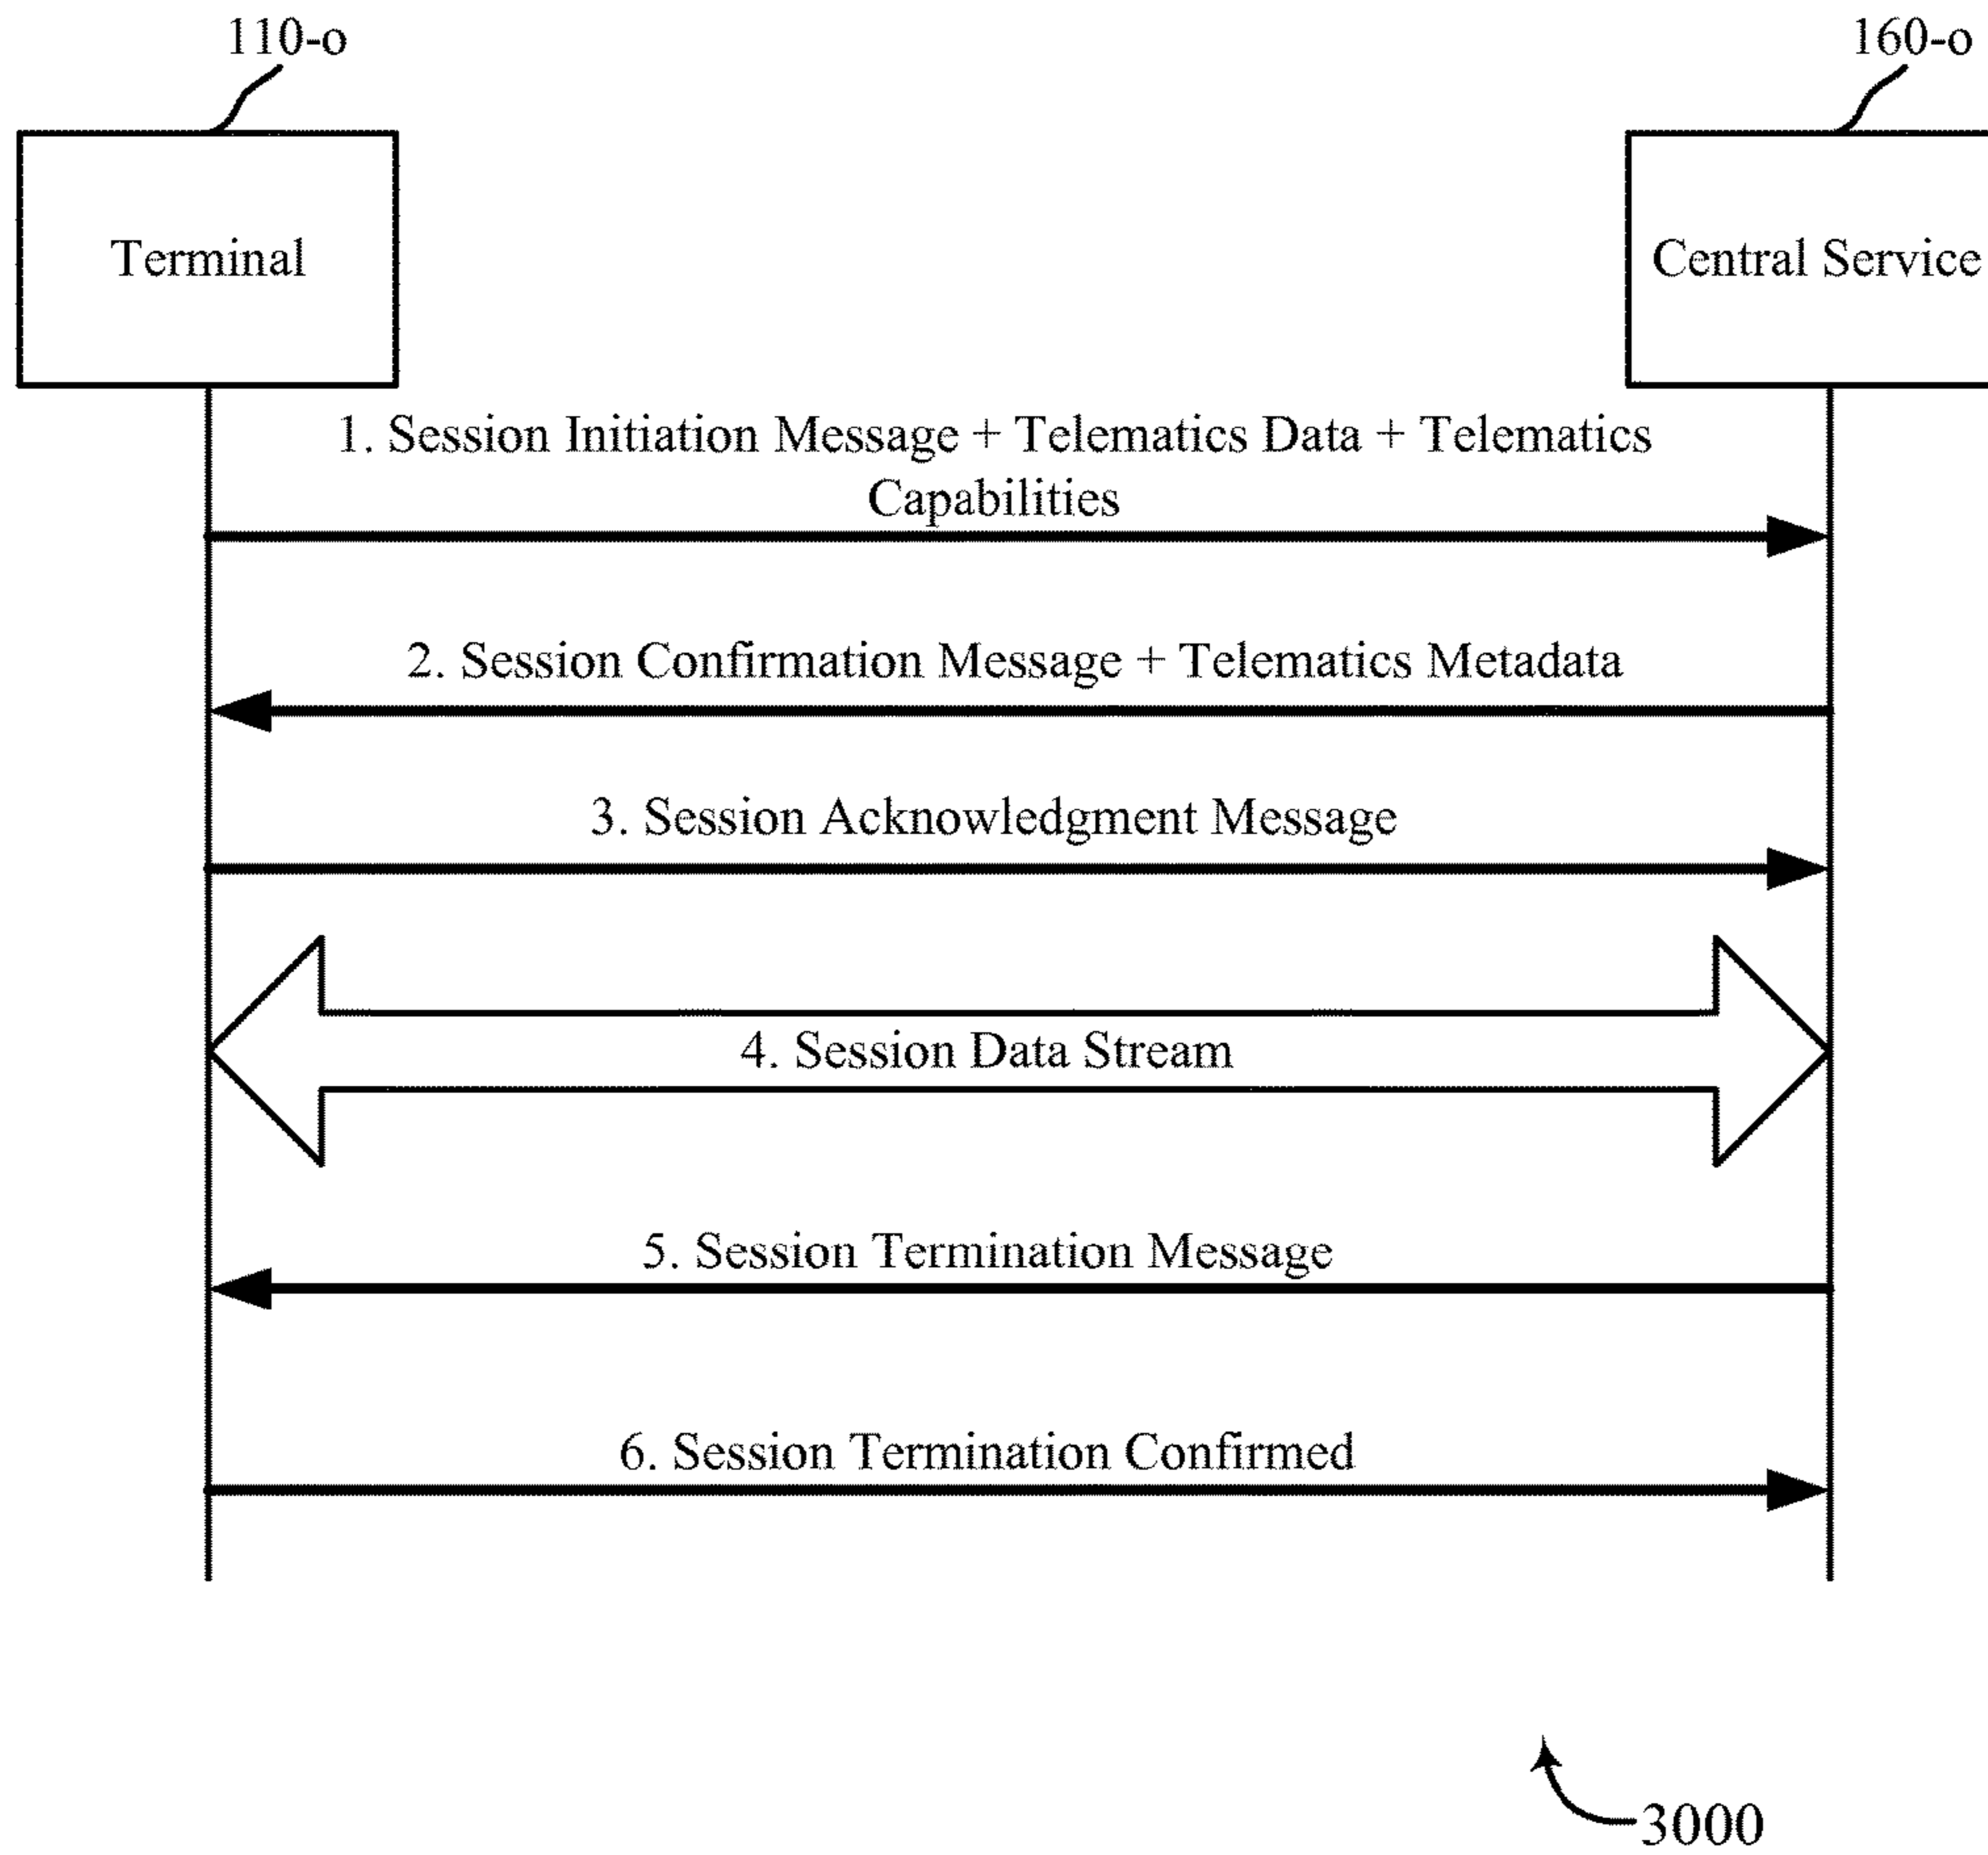 110-o
160-o
Terminal
Central Service
1. Session Initiation Message + Telematics Data + Telematics
Capabilities
2. Session Confirmation Message + Telematics Metadata
3. Session Acknowledgment Message
4. Session Data Stream
5. Session Termination Message
6. Session Termination Confirmed
3000